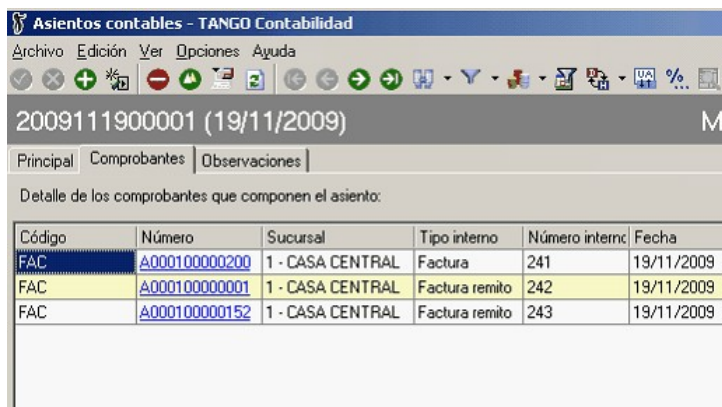 Asientos contables - TANGO Contabilidad
Archivo Edición Ver Opciones Ayuda
2009111900001 (19/11/2009) M
Principal Comprobantes Observaciones
Detalle de los comprobantes que componen el asiento:
Código Número Sucursal Tipo interno Número interno Fecha
FAC A000100000200 1 - CASA CENTRAL Factura 241 19/11/2009
FAC A000100000001 1 - CASA CENTRAL Factura remito 242 19/11/2009
FAC A000100000152 1 - CASA CENTRAL Factura remito 243 19/11/2009